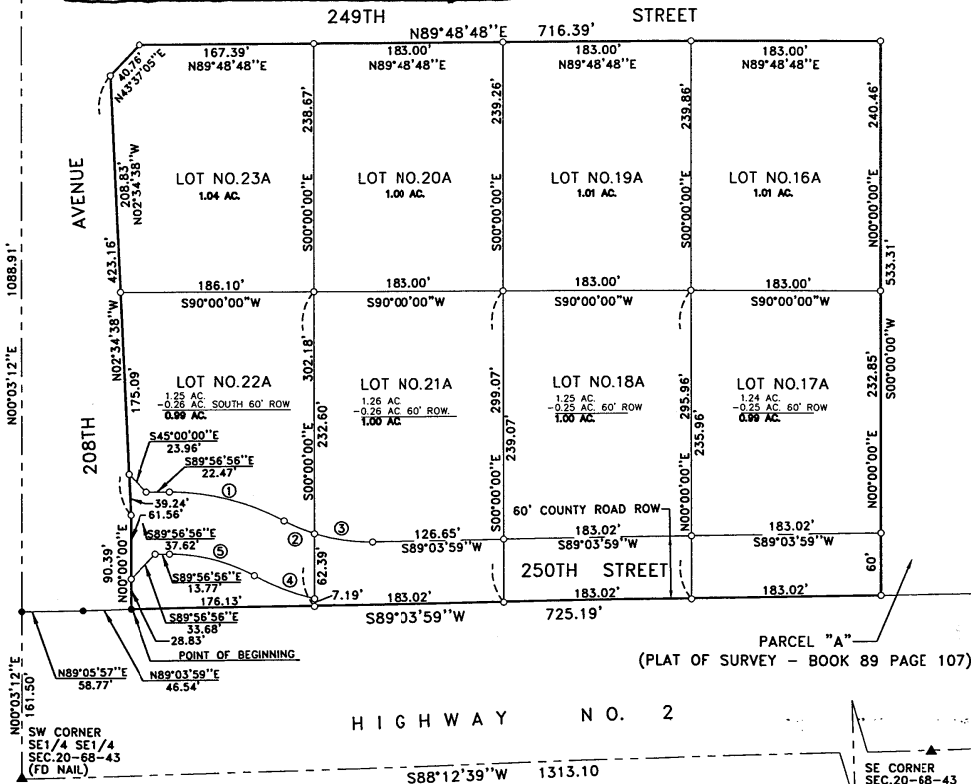 249TH STREET
N89°48'48"E 716.39'
167.39'
N89°48'48"E
183.00'
N89°48'48"E
183.00'
N89°48'48"E
183.00'
N89°48'48"E
40.76'
N43°37'05"E
208TH AVENUE
208.83'
N02°34'38"W
423.16'
N02°34'38"W
175.09'
1088.91'
N00°03'12"E
238.67'
S00°00'00"E
239.26'
S00°00'00"E
239.86'
S00°00'00"E
240.46'
N00°00'00"E
533.31'
S00°00'00"W
LOT NO.23A
1.04 AC.
LOT NO.20A
1.00 AC.
LOT NO.19A
1.01 AC.
LOT NO.16A
1.01 AC.
186.10'
S90°00'00"W
183.00'
S90°00'00"W
183.00'
S90°00'00"W
183.00'
S90°00'00"W
LOT NO.22A
1.25 AC.
-0.26 AC. SOUTH 60' ROW
0.99 AC.
LOT NO.21A
1.26 AC.
-0.26 AC. 60' ROW.
1.00 AC.
LOT NO.18A
1.25 AC.
-0.25 AC. 60' ROW
1.00 AC.
LOT NO.17A
1.24 AC.
-0.25 AC. 60' ROW
0.99 AC.
302.18'
232.60'
S00°00'00"E
299.07'
239.07'
S00°00'00"E
295.96'
235.96'
N00°00'00"E
232.85'
N00°00'00"E
60'
S45°00'00"E
23.96'
S89°56'56"E
22.47'
①
②
③
39.24'
61.56'
S89°56'56"E
37.62'
⑤
④
S89°56'56"E
13.77'
S89°56'56"E
33.68'
28.83'
90.39'
N00°00'00"E
62.39'
7.19'
126.65'
S89°03'59"W
183.02'
S89°03'59"W
183.02'
S89°03'59"W
60' COUNTY ROAD ROW
250TH STREET
176.13'
183.02'
183.02'
183.02'
S89°03'59"W 725.19'
POINT OF BEGINNING
N89°05'57"E
58.77'
N89°03'59"E
46.54'
PARCEL "A"
(PLAT OF SURVEY - BOOK 89 PAGE 107)
N00°03'12"E
161.50'
HIGHWAY NO. 2
SW CORNER
SE1/4 SE1/4
SEC.20-68-43
(FD NAIL)
S88°12'39"W 1313.10
SE CORNER
SEC.20-68-43